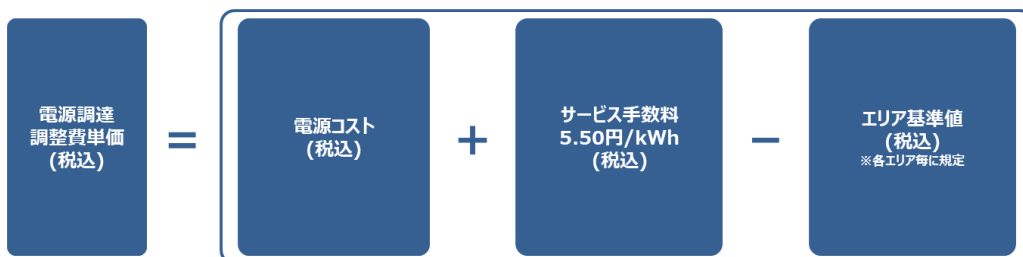 電源調達
調整費単価
(税込)
=
電源コスト
(税込)
+
サービス手数料
5.50円/kWh
(税込)
−
エリア基準値
(税込)
※各エリア毎に規定